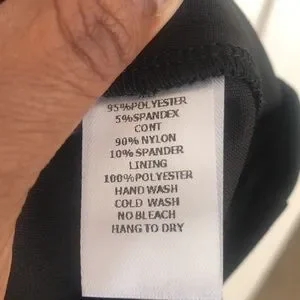 95%POLYESTER
5%SPANDEX
CONT
90%NYLON
10%SPANDER
LINING
100%POLYESTER
HAND WASH
COLD WASH
NO BLEACH
HANG TO DRY